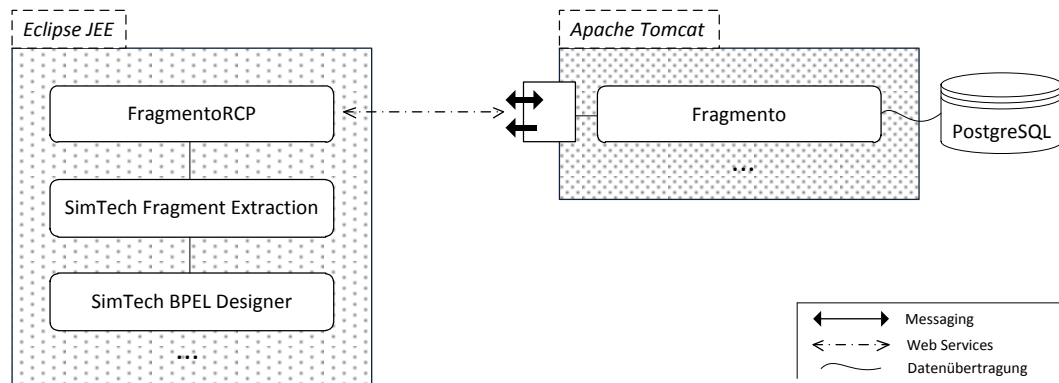 Eclipse JEE
FragmentoRCP
SimTech Fragment Extraction
SimTech BPEL Designer
...
Apache Tomcat
Fragmento
...
PostgreSQL
Messaging
Web Services
Datenübertragung